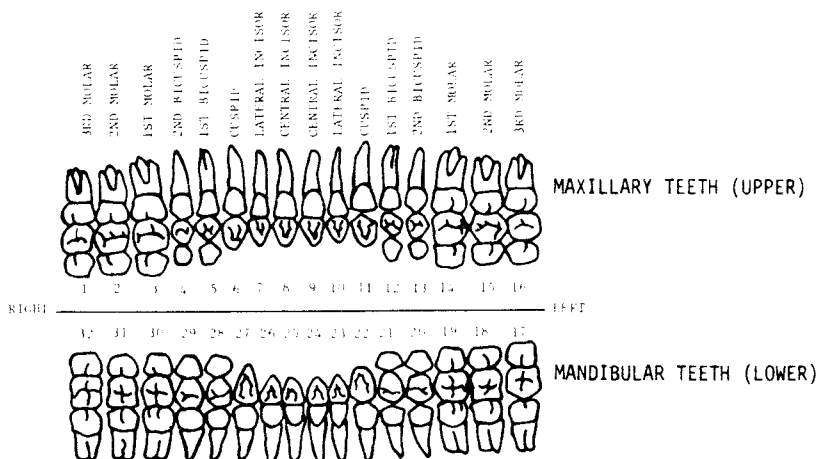 3RD MOLAR
2ND MOLAR
1ST MOLAR
2ND BICUSPID
1ST BICUSPID
CUSPID
LATERAL INCISOR
CENTRAL INCISOR
CENTRAL INCISOR
LATERAL INCISOR
CUSPID
1ST BICUSPID
2ND BICUSPID
1ST MOLAR
2ND MOLAR
3RD MOLAR
MAXILLARY TEETH (UPPER)
1 2 3 4 5 6 7 8 9 10 11 12 13 14 15 16
RIGHT LEFT
32 31 30 29 28 27 26 25 24 23 22 21 20 19 18 17
MANDIBULAR TEETH (LOWER)